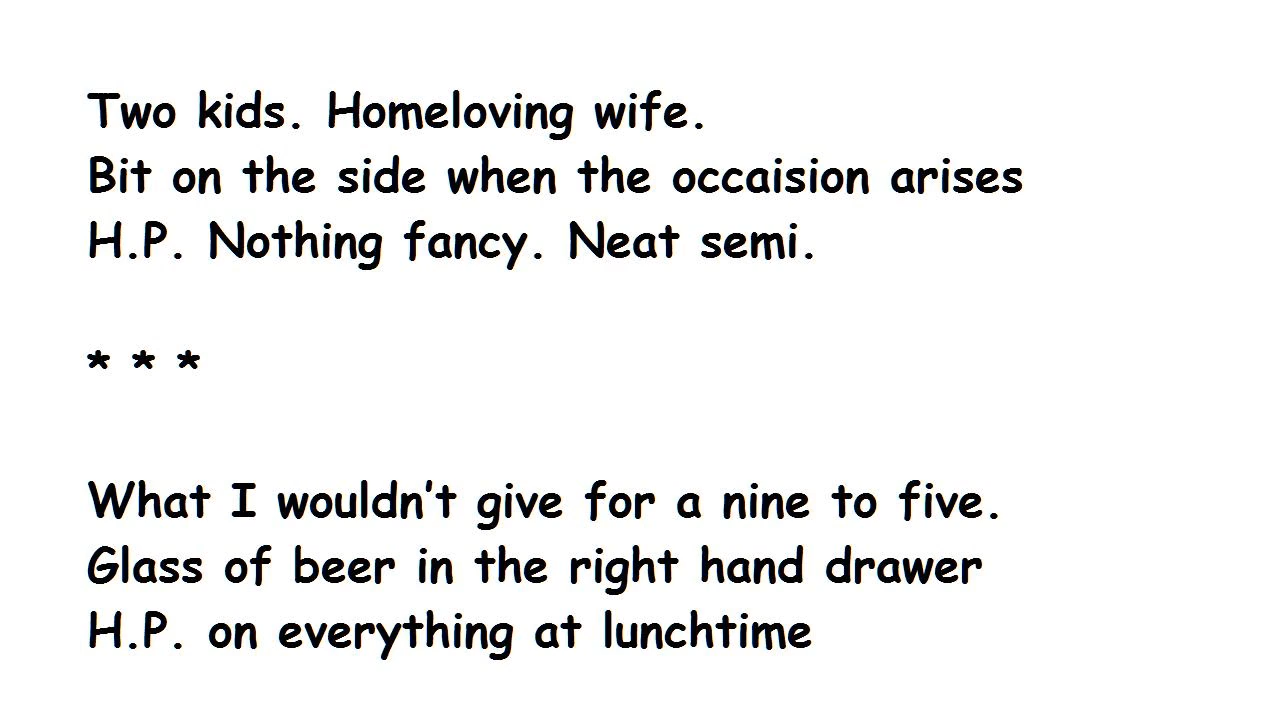 Two kids. Homeloving wife.
Bit on the side when the occaision arises
H.P. Nothing fancy. Neat semi.
* * *
What I wouldn't give for a nine to five.
Glass of beer in the right hand drawer
H.P. on everything at lunchtime